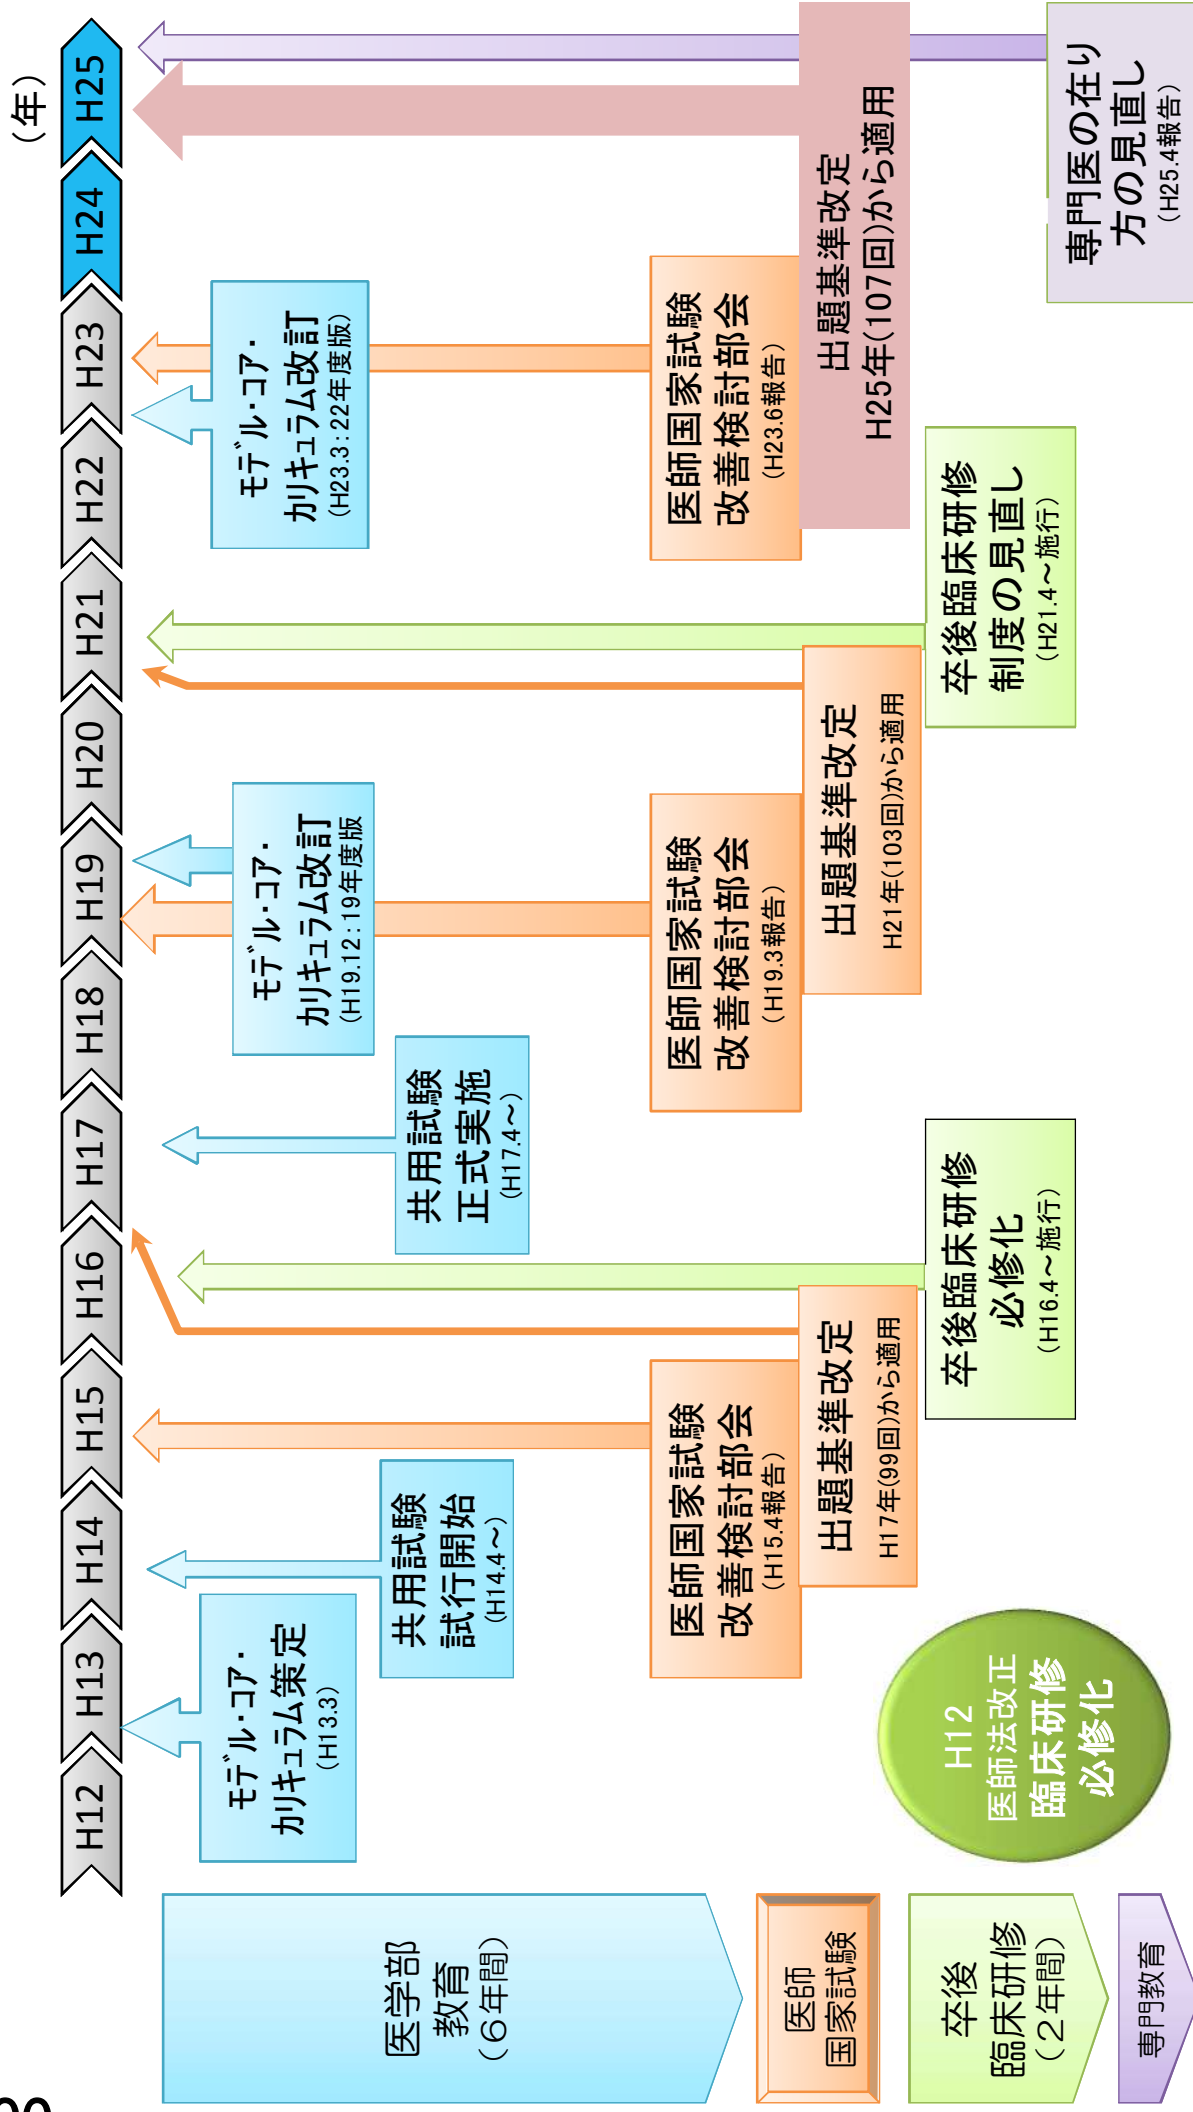 (年)
H12
H13
H14
H15
H16
H17
H18
H19
H20
H21
H22
H23
H24
H25
医学部
教育
(6年間)
モデル・コア・
カリキュラム策定
(H13.3)
共用試験
試行開始
(H14.4～)
共用試験
正式実施
(H17.4～)
モデル・コア・
カリキュラム改訂
(H19.12:19年度版
モデル・コア・
カリキュラム改訂
(H23.3:22年度版)
医師
国家試験
医師国家試験
改善検討部会
(H15.4報告)
出題基準改定
H17年(99回)から適用
医師国家試験
改善検討部会
(H19.3報告)
出題基準改定
H21年(103回)から適用
医師国家試験
改善検討部会
(H23.6報告)
出題基準改定
H25年(107回)から適用
卒後
臨床研修
(2年間)
H12
医師法改正
臨床研修
必修化
卒後臨床研修
必修化
(H16.4～施行)
卒後臨床研修
制度の見直し
(H21.4～施行)
専門教育
専門医の在り
方の見直し
(H25.4報告)